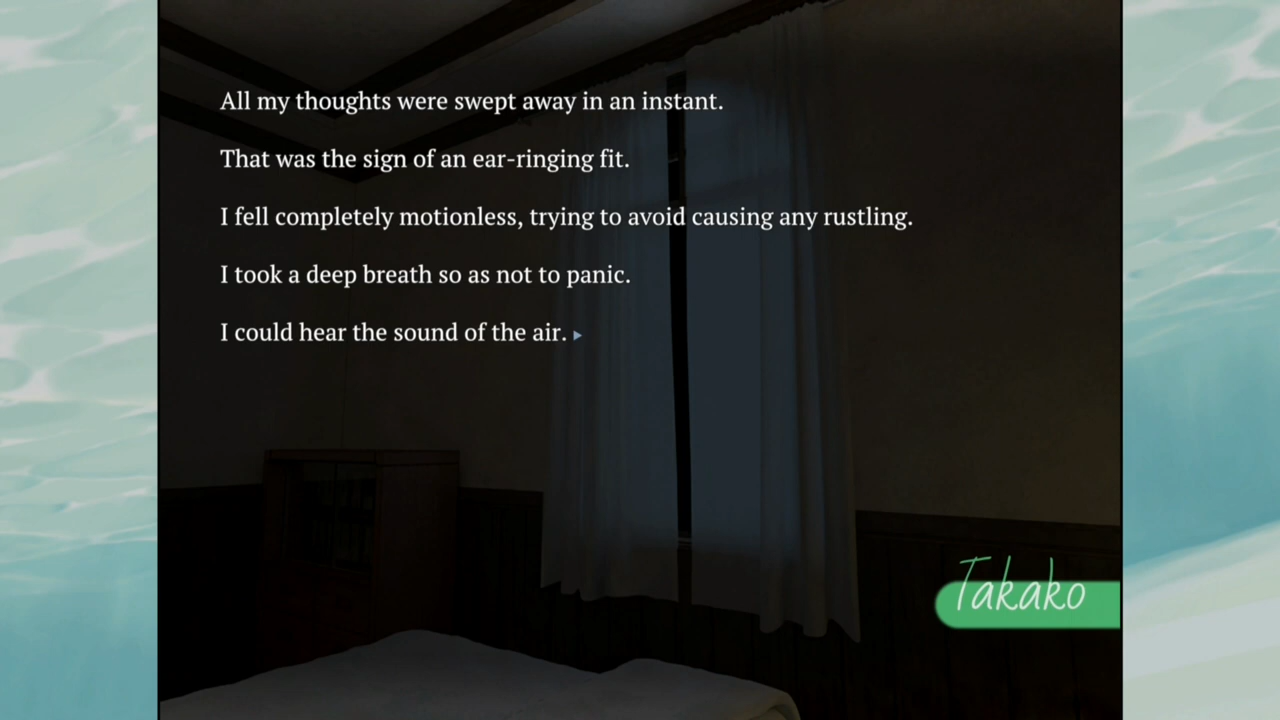 All my thoughts were swept away in an instant.
That was the sign of an ear-ringing fit.
I fell completely motionless, trying to avoid causing any rustling.
I took a deep breath so as not to panic.
I could hear the sound of the air.
Takako